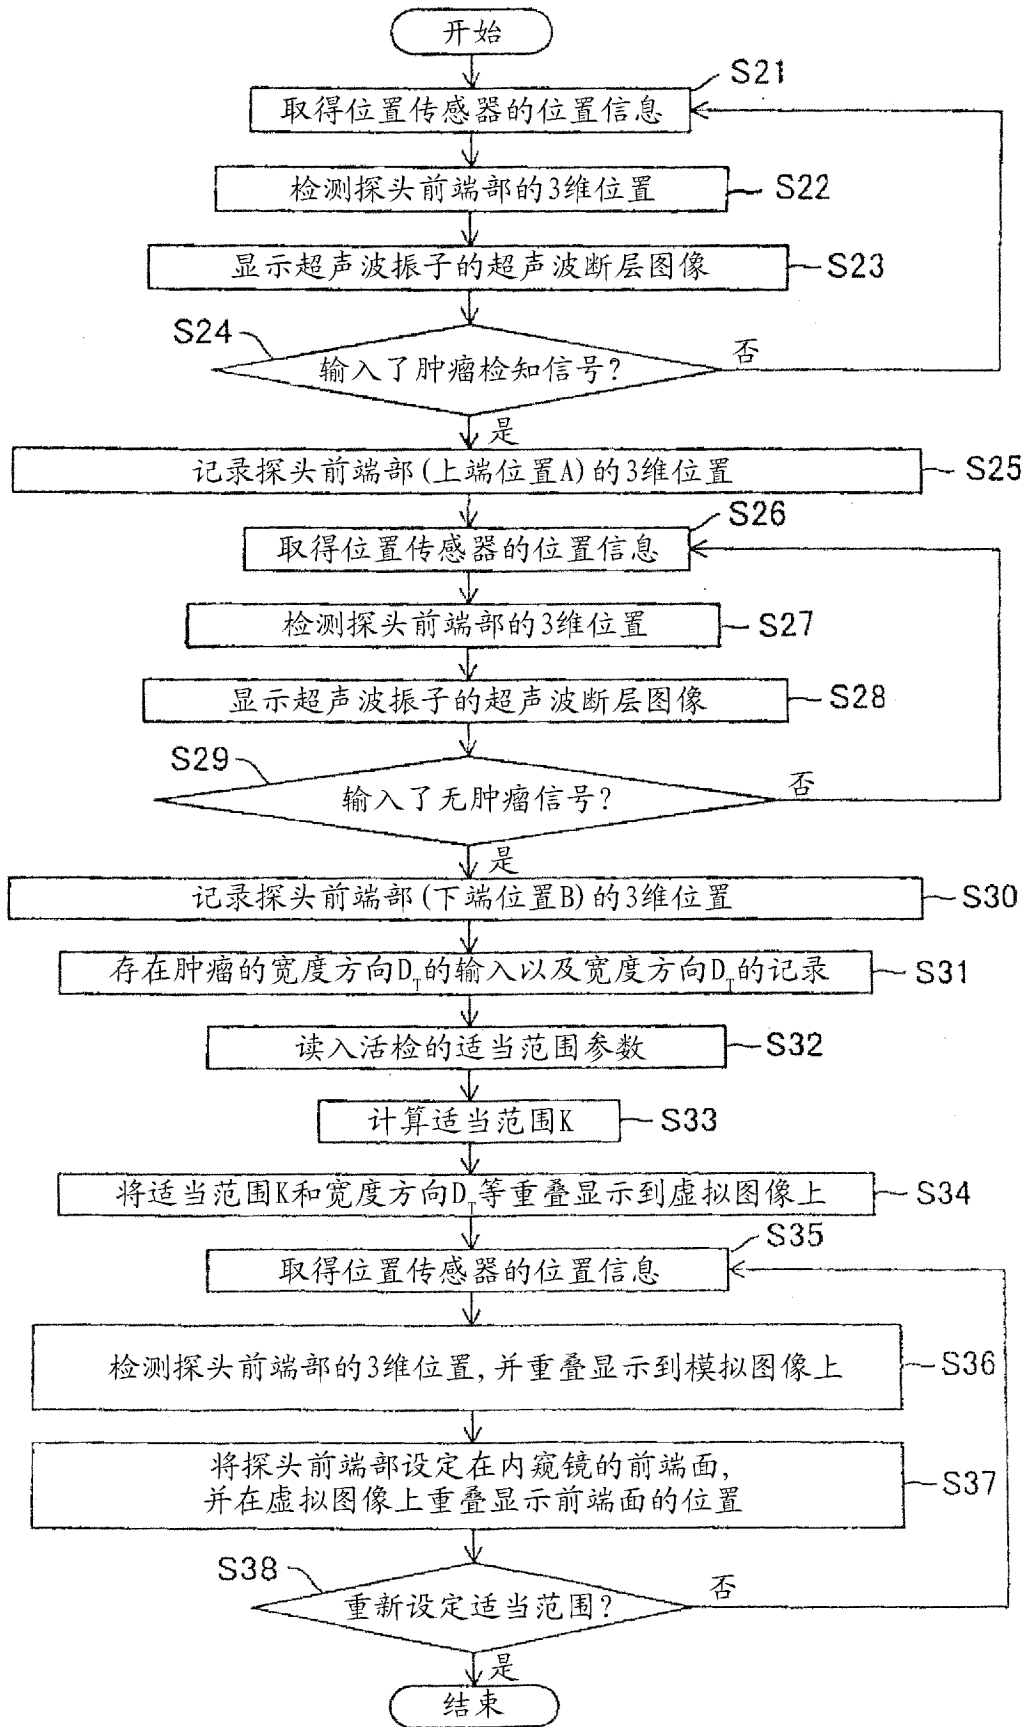 开始
S21
取得位置传感器的位置信息
检测探头前端部的3维位置
S22
显示超声波振子的超声波断层图像
S23
S24
输入了肿瘤检知信号?
否
是
记录探头前端部(上端位置A)的3维位置
S25
S26
取得位置传感器的位置信息
检测探头前端部的3维位置
S27
显示超声波振子的超声波断层图像
S28
S29
输入了无肿瘤信号?
否
是
记录探头前端部(下端位置B)的3维位置
S30
存在肿瘤的宽度方向DT的输入以及宽度方向DT的记录
S31
读入活检的适当范围参数
S32
计算适当范围K
S33
将适当范围K和宽度方向DT等重叠显示到虚拟图像上
S34
S35
取得位置传感器的位置信息
检测探头前端部的3维位置,并重叠显示到模拟图像上
S36
将探头前端部设定在内窥镜的前端面,
并在虚拟图像上重叠显示前端面的位置
S37
S38
重新设定适当范围?
否
是
结束